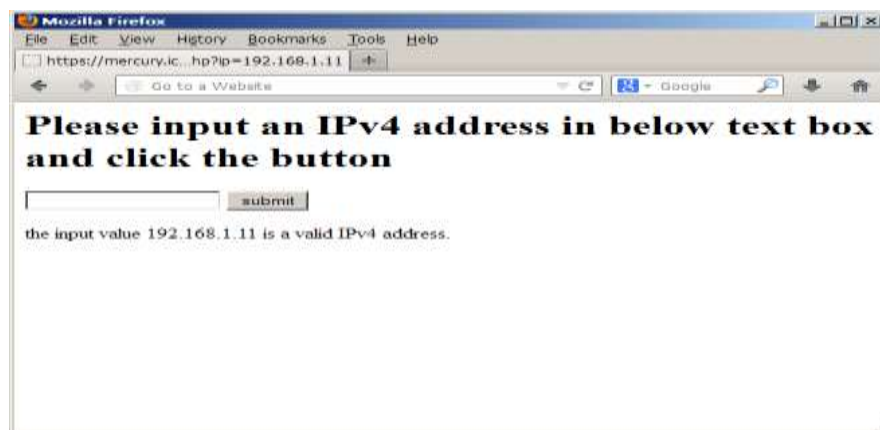 Mozilla Firefox
File Edit View History Bookmarks Tools Help
https://mercury.ic...hp?ip=192.168.1.11
Go to a Website Google
Please input an IPv4 address in below text box
and click the button
submit
the input value 192.168.1.11 is a valid IPv4 address.